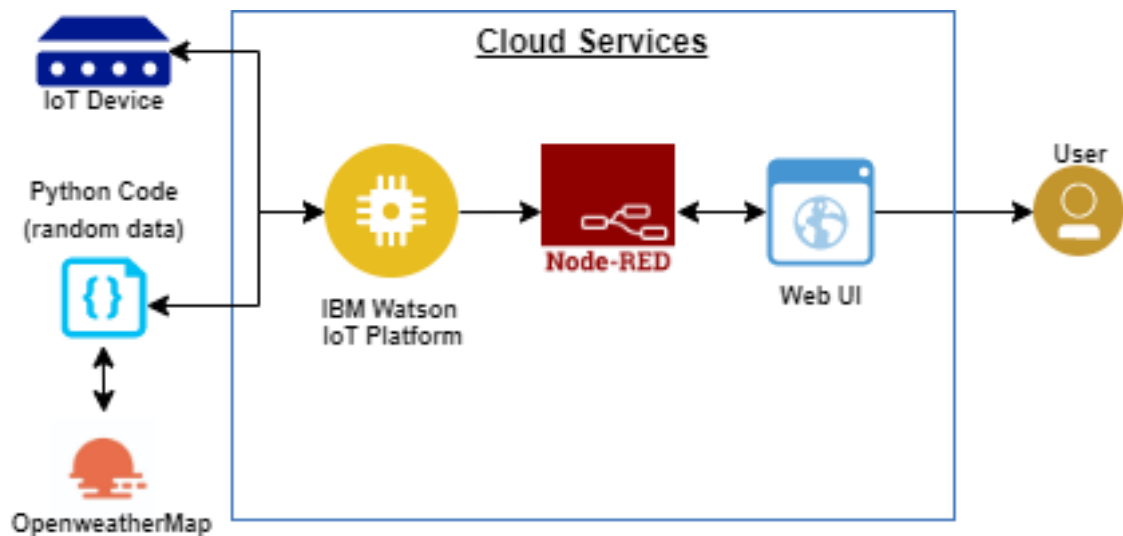 Cloud Services
IoT Device
Python Code
(random data)
{}
IBM Watson
IoT Platform
Node-RED
Web UI
User
OpenweatherMap